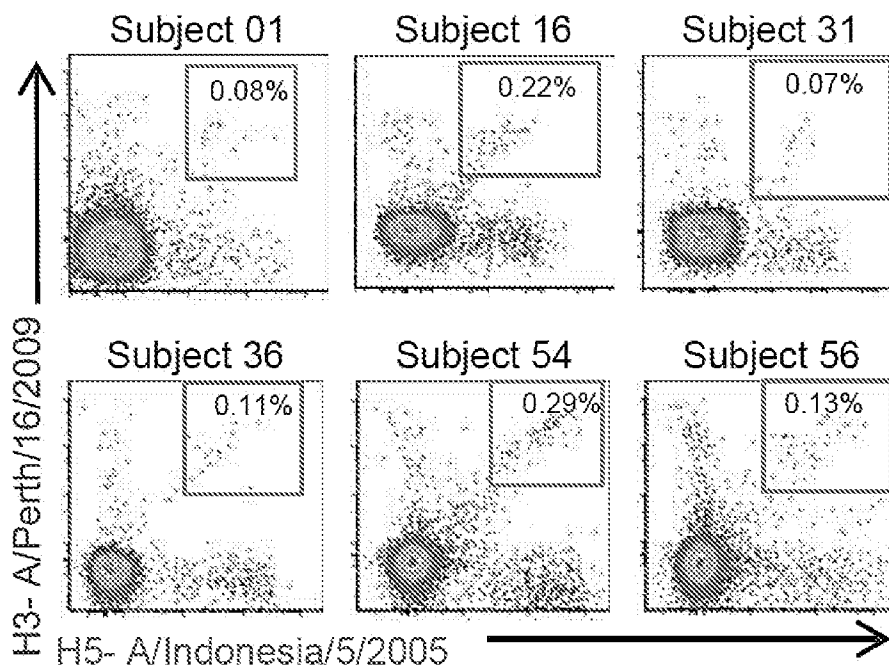 Subject 01
Subject 16
Subject 31
0.08%
0.22%
0.07%
Subject 36
Subject 54
Subject 56
0.11%
0.29%
0.13%
H3- A/Perth/16/2009
H5- A/Indonesia/5/2005